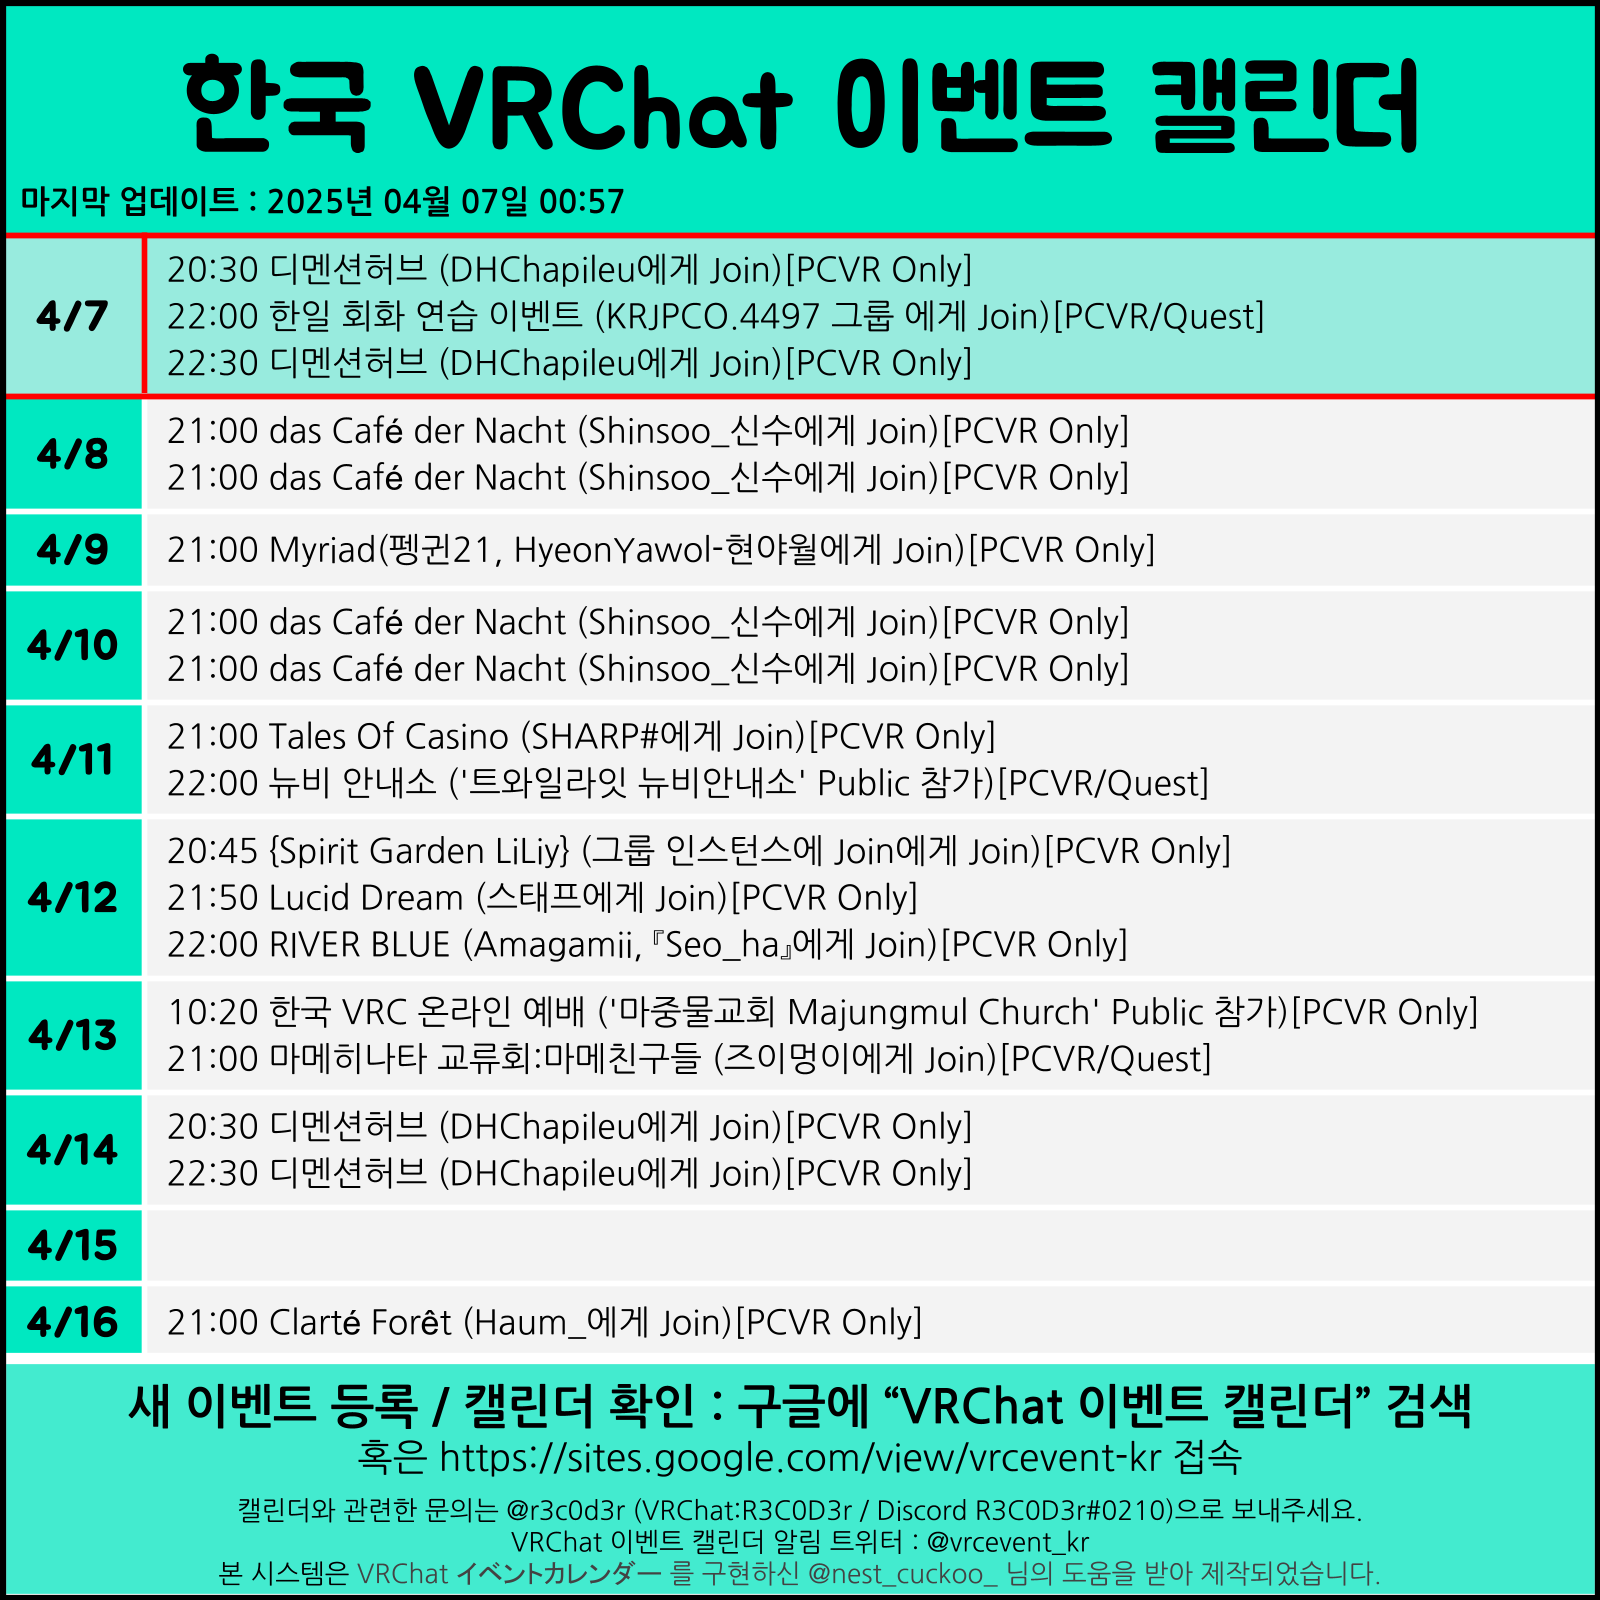 한국 VRChat 이벤트 캘린더
마지막 업데이트 : 2025년 04월 07일 00:57
4/7
20:30 디멘션허브 (DHChapileu에게 Join)[PCVR Only]
22:00 한일 회화 연습 이벤트 (KRJPCO.4497 그룹 에게 Join)[PCVR/Quest]
22:30 디멘션허브 (DHChapileu에게 Join)[PCVR Only]
4/8
21:00 das Café der Nacht (Shinsoo_신수에게 Join)[PCVR Only]
21:00 das Café der Nacht (Shinsoo_신수에게 Join)[PCVR Only]
4/9
21:00 Myriad(펭귄21, HyeonYawol-현야월에게 Join)[PCVR Only]
4/10
21:00 das Café der Nacht (Shinsoo_신수에게 Join)[PCVR Only]
21:00 das Café der Nacht (Shinsoo_신수에게 Join)[PCVR Only]
4/11
21:00 Tales Of Casino (SHARP#에게 Join)[PCVR Only]
22:00 뉴비 안내소 ('트와일라잇 뉴비안내소' Public 참가)[PCVR/Quest]
4/12
20:45 {Spirit Garden LiLiy} (그룹 인스턴스에 Join에게 Join)[PCVR Only]
21:50 Lucid Dream (스태프에게 Join)[PCVR Only]
22:00 RIVER BLUE (Amagamii, 『Seo_ha』에게 Join)[PCVR Only]
4/13
10:20 한국 VRC 온라인 예배 ('마중물교회 Majungmul Church' Public 참가)[PCVR Only]
21:00 마메히나타 교류회:마메친구들 (즈이멍이에게 Join)[PCVR/Quest]
4/14
20:30 디멘션허브 (DHChapileu에게 Join)[PCVR Only]
22:30 디멘션허브 (DHChapileu에게 Join)[PCVR Only]
4/15
4/16
21:00 Clarté Forêt (Haum_에게 Join)[PCVR Only]
새 이벤트 등록 / 캘린더 확인 : 구글에 “VRChat 이벤트 캘린더” 검색
혹은 https://sites.google.com/view/vrcevent-kr 접속
캘린더와 관련한 문의는 @r3c0d3r (VRChat:R3C0D3r / Discord R3C0D3r#0210)으로 보내주세요.
VRChat 이벤트 캘린더 알림 트위터 : @vrcevent_kr
본 시스템은 VRChat イベントカレンダー 를 구현하신 @nest_cuckoo_ 님의 도움을 받아 제작되었습니다.